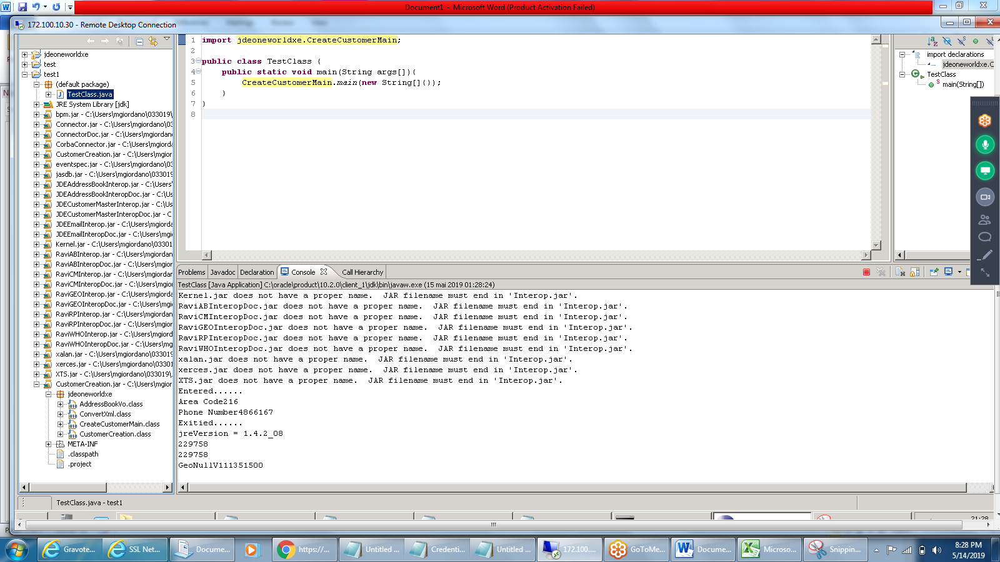 Document1 - Microsoft Word (Product Activation Failed)
172.100.10.30 - Remote Desktop Connection
jdeoneworldxe
test
test1
(default package)
TestClass.java
JRE System Library [jdk]
bpm.jar - C:\Users\mgiordano\033019\
Connector.jar - C:\Users\mgiordano
ConnectorDoc.jar - C:\Users\mgiord
CorbaConnector.jar - C:\Users\mgiorda
CustomerCreation.jar - C:\Users\mgiord
eventspec.jar - C:\Users\mgiordano\
jasdb.jar - C:\Users\mgiordano\033019
JDEAddressBookInterop.jar - C:\Users\
JDEAddressBookInteropDoc.jar - C:\Use
JDECustomerMasterInterop.jar - C:\Us
JDECustomerMasterInteropDoc.jar - C
JDEEmailInterop.jar - C:\Users\mgiorda
JDEEmailInteropDoc.jar - C:\Users\mgi
Kernel.jar - C:\Users\mgiordano\03301
RaviABInterop.jar - C:\Users\mgiordan
RaviABInteropDoc.jar - C:\Users\mgior
RaviCMInterop.jar - C:\Users\mgiordan
RaviCMInteropDoc.jar - C:\Users\mgior
RaviGEOInterop.jar - C:\Users\mgiorda
RaviGEOInteropDoc.jar - C:\Users\mgio
RaviRPInterop.jar - C:\Users\mgiordan
RaviRPInteropDoc.jar - C:\Users\mgior
RaviWHOInterop.jar - C:\Users\mgiord
RaviWHOInteropDoc.jar - C:\Users\mg
xalan.jar - C:\Users\mgiordano\033019
xerces.jar - C:\Users\mgiordano\03301
XTS.jar - C:\Users\mgiordano\033019\
CustomerCreation.jar - C:\Users\mgior
jdeoneworldxe
AddressBookVo.class
ConvertXml.class
CreateCustomerMain.class
CustomerCreation.class
META-INF
.classpath
.project
1 import jdeoneworldxe.CreateCustomerMain;
2
3 public class TestClass {
4 public static void main(String args[]){
5 CreateCustomerMain.main(new String[]{});
6 }
7 }
8
import declarations
jdeoneworldxe.C
TestClass
main(String[])
Problems Javadoc Declaration Console Call Hierarchy
TestClass [Java Application] C:\oracle\product\10.2.0\client_1\jdk\bin\javaw.exe (15 mai 2019 01:28:24)
Kernel.jar does not have a proper name. JAR filename must end in 'Interop.jar'.
RaviABInteropDoc.jar does not have a proper name. JAR filename must end in 'Interop.jar'.
RaviCMInteropDoc.jar does not have a proper name. JAR filename must end in 'Interop.jar'.
RaviGEOInteropDoc.jar does not have a proper name. JAR filename must end in 'Interop.jar'.
RaviRPInteropDoc.jar does not have a proper name. JAR filename must end in 'Interop.jar'.
RaviWHOInteropDoc.jar does not have a proper name. JAR filename must end in 'Interop.jar'.
xalan.jar does not have a proper name. JAR filename must end in 'Interop.jar'.
xerces.jar does not have a proper name. JAR filename must end in 'Interop.jar'.
XTS.jar does not have a proper name. JAR filename must end in 'Interop.jar'.
Entered......
Area Code216
Phone Number4866167
Exitied......
jreVersion = 1.4.2_08
229758
229758
GeoNullV111351500
TestClass.java - test1
21:28
Gravote... SSL Net... Docume... https://... Untitled ... Credenti... Untitled ... 172.100.... GoToMe... Docume... Microso... Snippin...
8:28 PM
5/14/2019